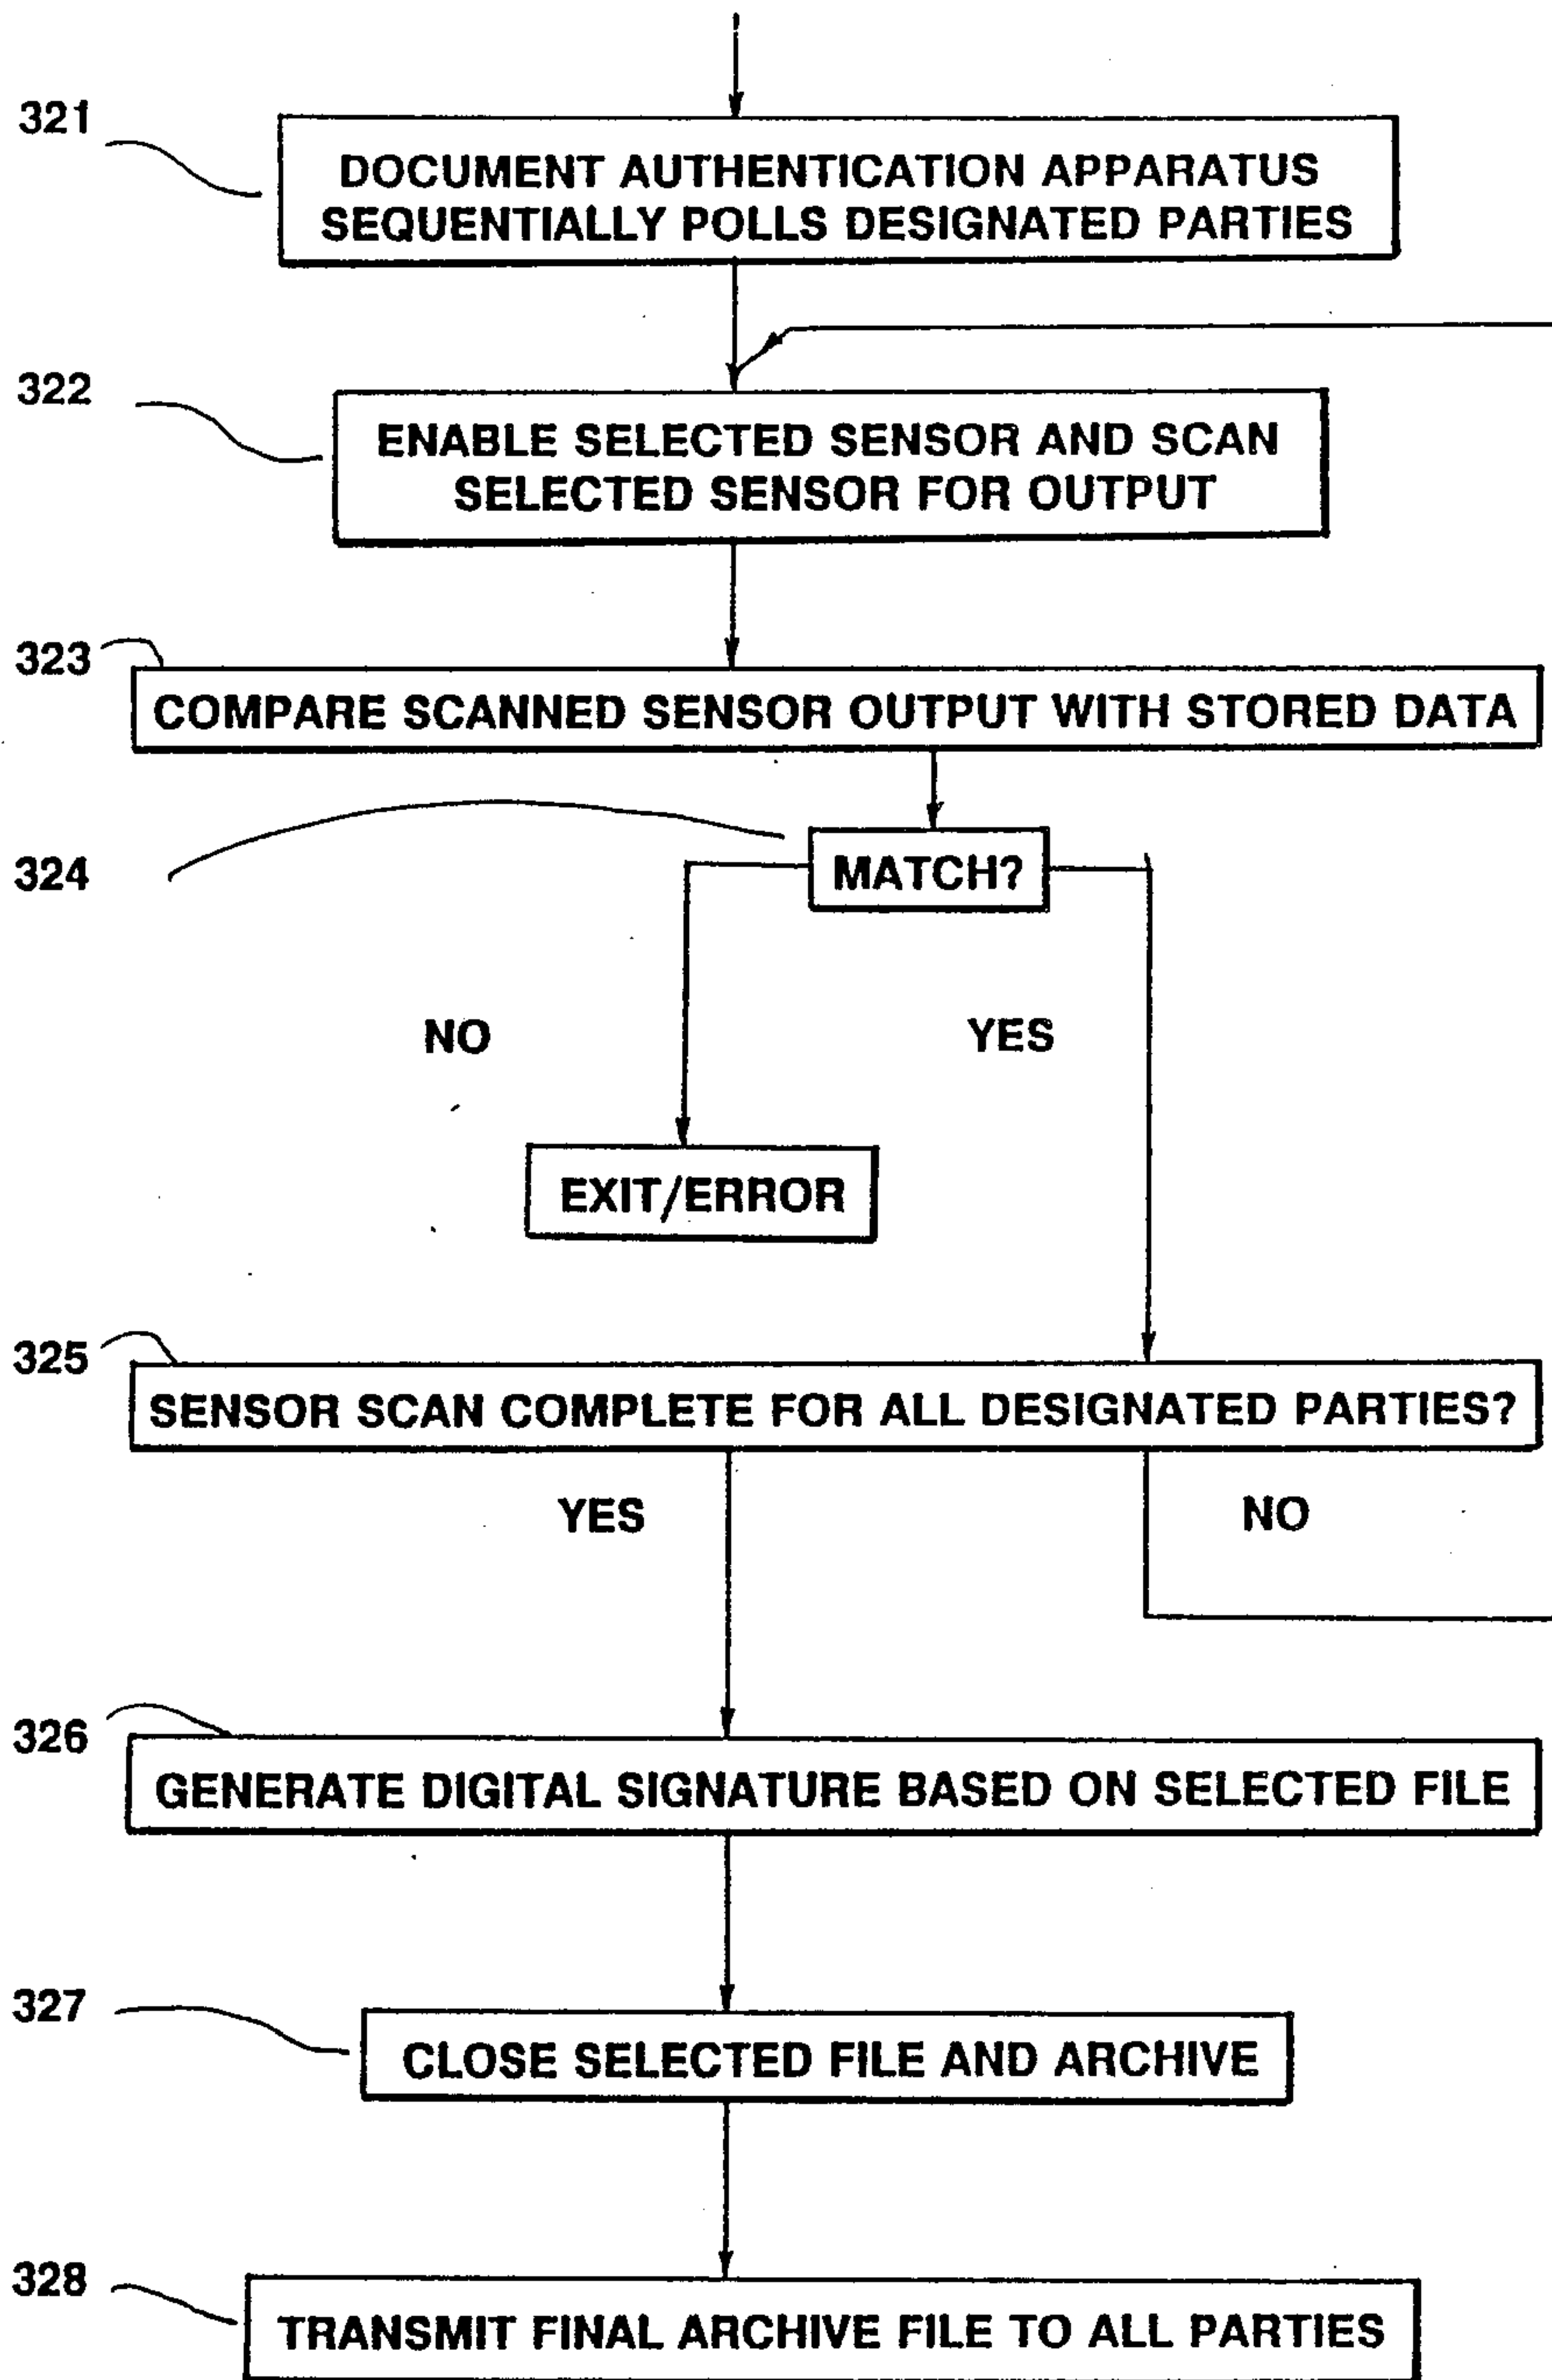 321
DOCUMENT AUTHENTICATION APPARATUS
SEQUENTIALLY POLLS DESIGNATED PARTIES
322
ENABLE SELECTED SENSOR AND SCAN
SELECTED SENSOR FOR OUTPUT
323
COMPARE SCANNED SENSOR OUTPUT WITH STORED DATA
324
MATCH?
NO
YES
EXIT/ERROR
325
SENSOR SCAN COMPLETE FOR ALL DESIGNATED PARTIES?
YES
NO
326
GENERATE DIGITAL SIGNATURE BASED ON SELECTED FILE
327
CLOSE SELECTED FILE AND ARCHIVE
328
TRANSMIT FINAL ARCHIVE FILE TO ALL PARTIES